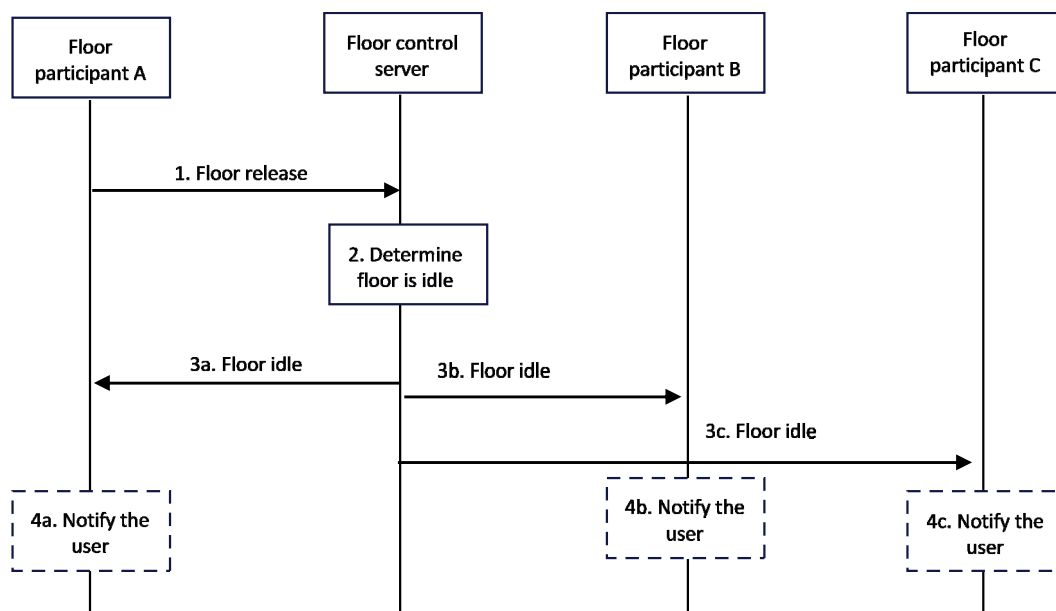 Floor
participant A
Floor control
server
Floor
participant B
Floor
participant C
1. Floor release
2. Determine
floor is idle
3a. Floor idle
3b. Floor idle
3c. Floor idle
4a. Notify the
user
4b. Notify the
user
4c. Notify the
user